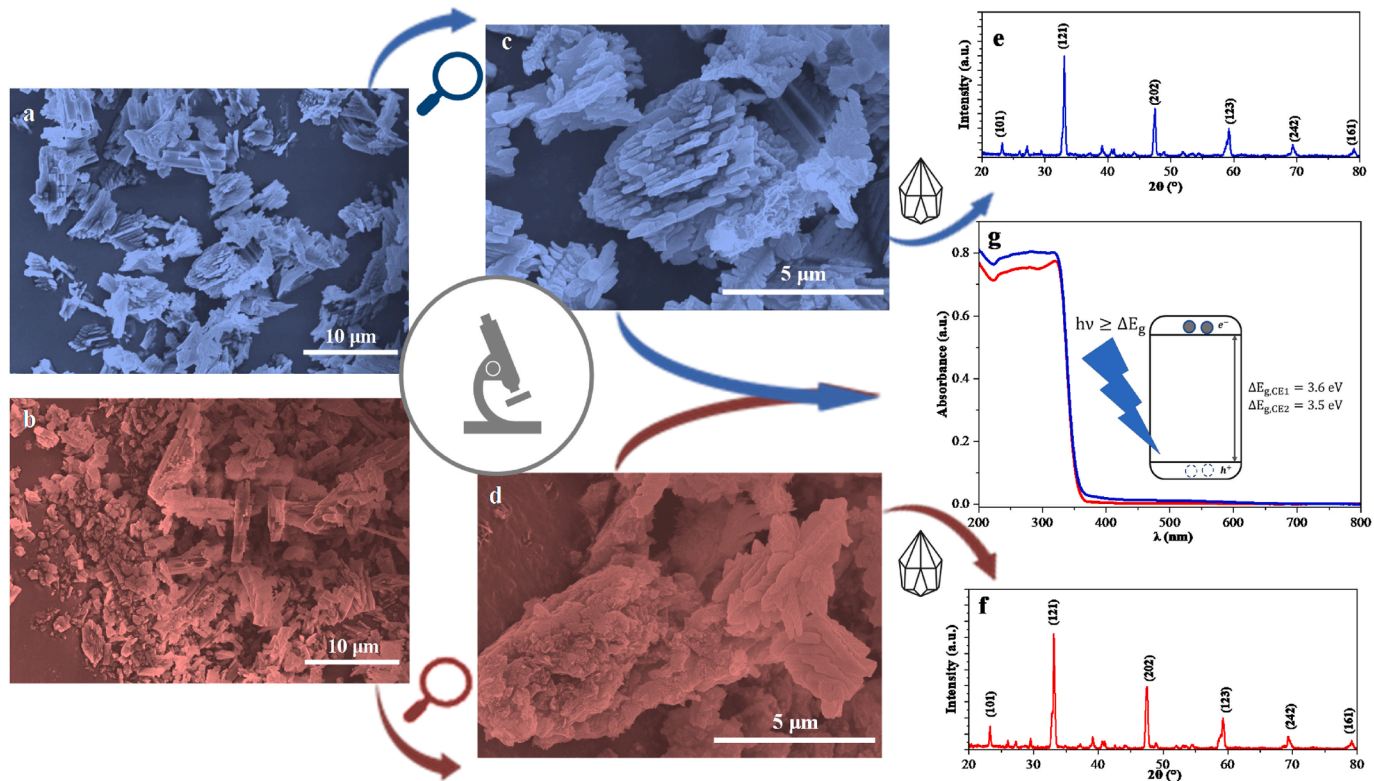 a
10 μm
b
10 μm
c
5 μm
d
5 μm
e
Intensity (a.u.)
(101)
(121)
(202)
(123)
(242)
(161)
20 30 40 50 60 70 80
2θ (°)
g
Absorbance (a.u.)
0.8
0.6
0.4
0.2
0.0
hν ≥ ΔEg
e⁻
ΔEg,CE1 = 3.6 eV
ΔEg,CE2 = 3.5 eV
h⁺
200 300 400 500 600 700 800
λ (nm)
f
Intensity (a.u.)
(101)
(121)
(202)
(123)
(242)
(161)
20 30 40 50 60 70 80
2θ (°)